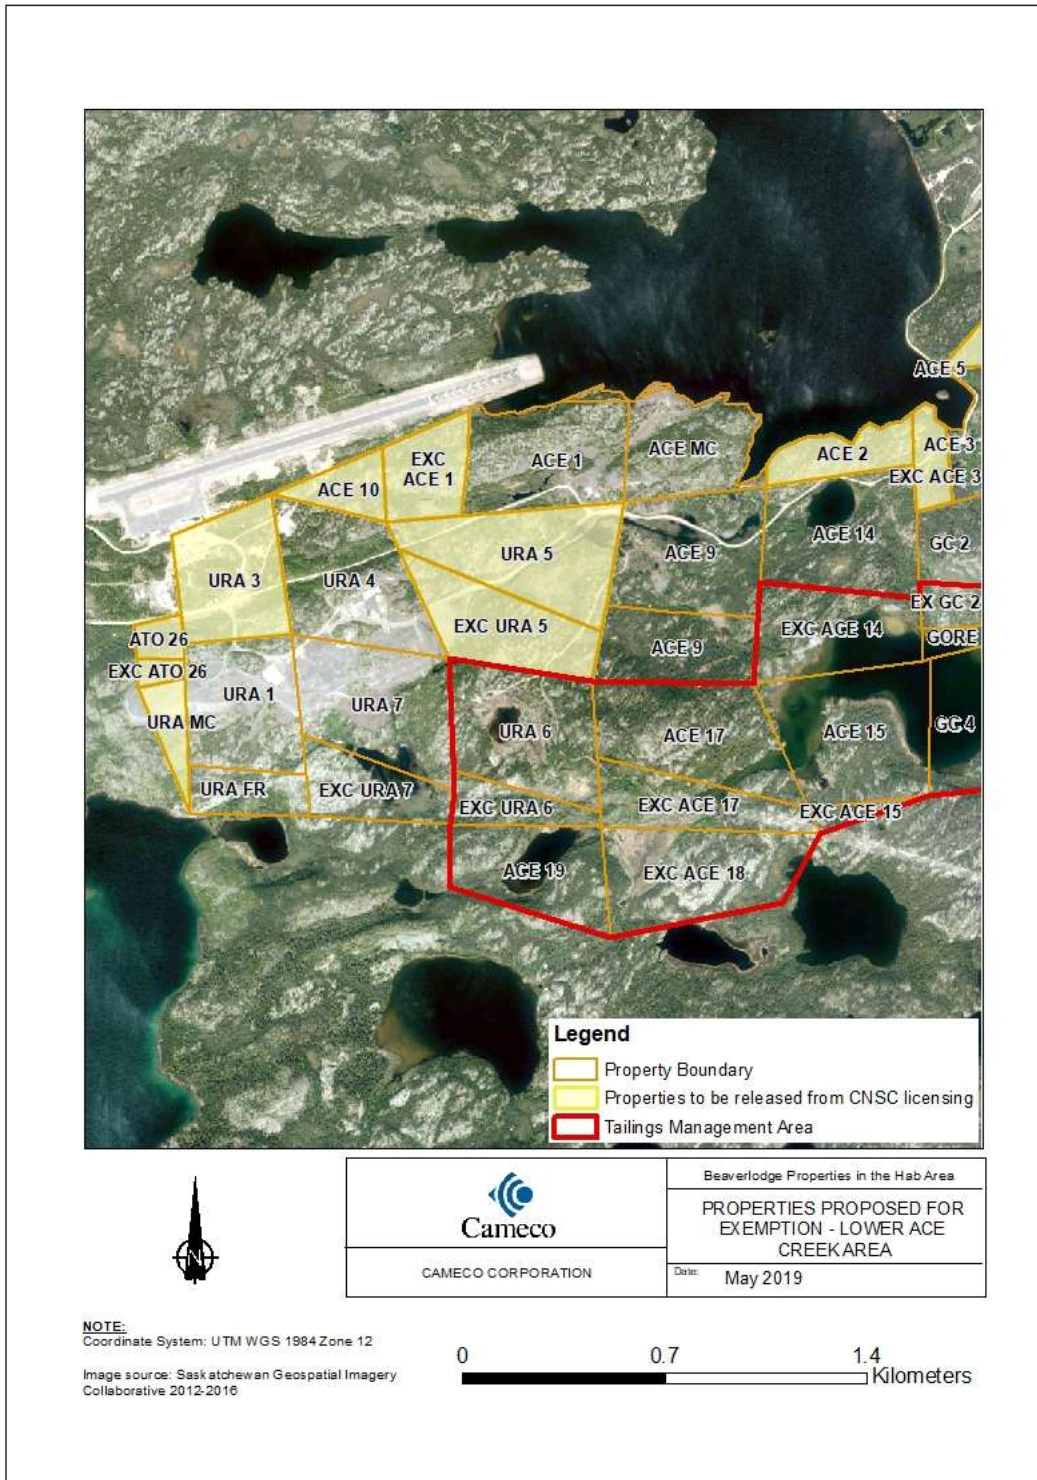 ACE 5
EXC
ACE 1
ACE 1
ACE MC
ACE 2
ACE 3
EXC ACE 3
ACE 10
ACE 14
URA 5
ACE 9
GC 2
URA 3
URA 4
EX GC 2
EXC URA 5
EXC ACE 14
ATO 26
ACE 9
GORE
EXC ATO 26
URA 1
URA MC
URA 7
URA 6
ACE 17
ACE 15
GC 4
URA FR
EXC URA 7
EXC URA 6
EXC ACE 17
EXC ACE 15
ACE 19
EXC ACE 18
Legend
Property Boundary
Properties to be released from CNSC licensing
Tailings Management Area
N
Cameco
CAMECO CORPORATION
Beaverlodge Properties in the Hab Area
PROPERTIES PROPOSED FOR
EXEMPTION - LOWER ACE
CREEK AREA
Date: May 2019
NOTE:
Coordinate System: UTM WGS 1984 Zone 12
Image source: Saskatchewan Geospatial Imagery
Collaborative 2012-2016
0 0.7 1.4
Kilometers